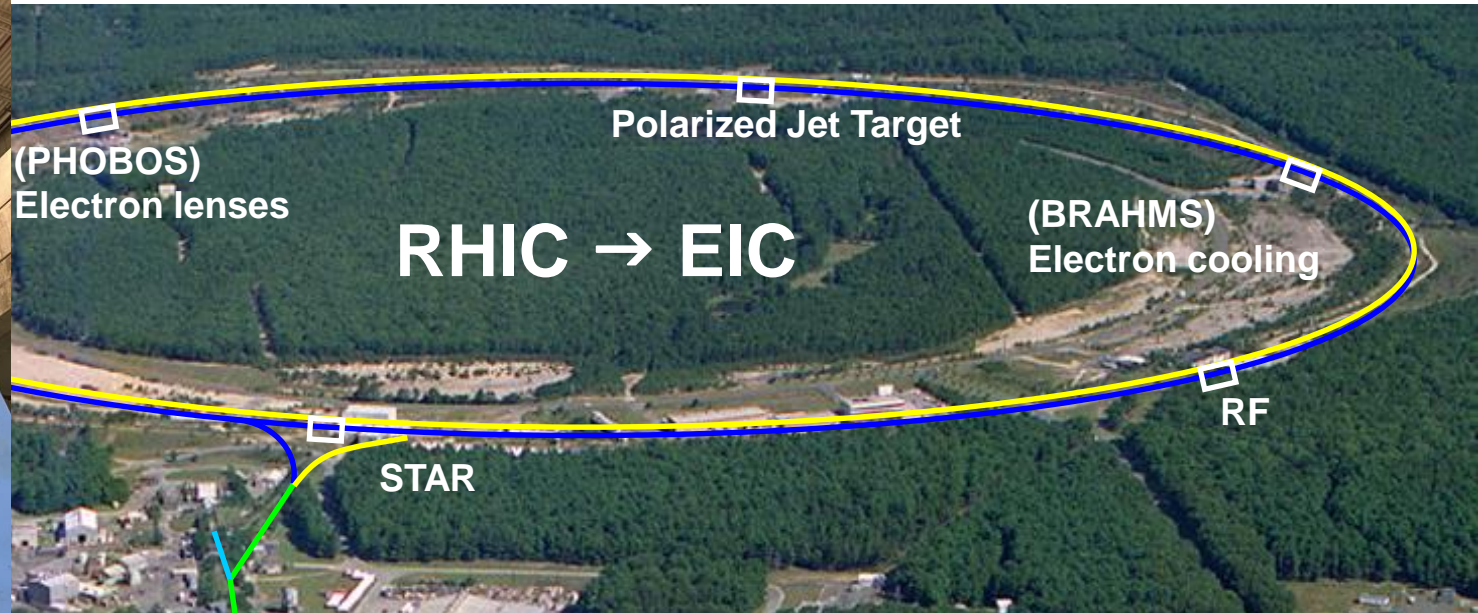 Polarized Jet Target
(PHOBOS)
Electron lenses
(BRAHMS)
Electron cooling
RHIC → EIC
RF
STAR